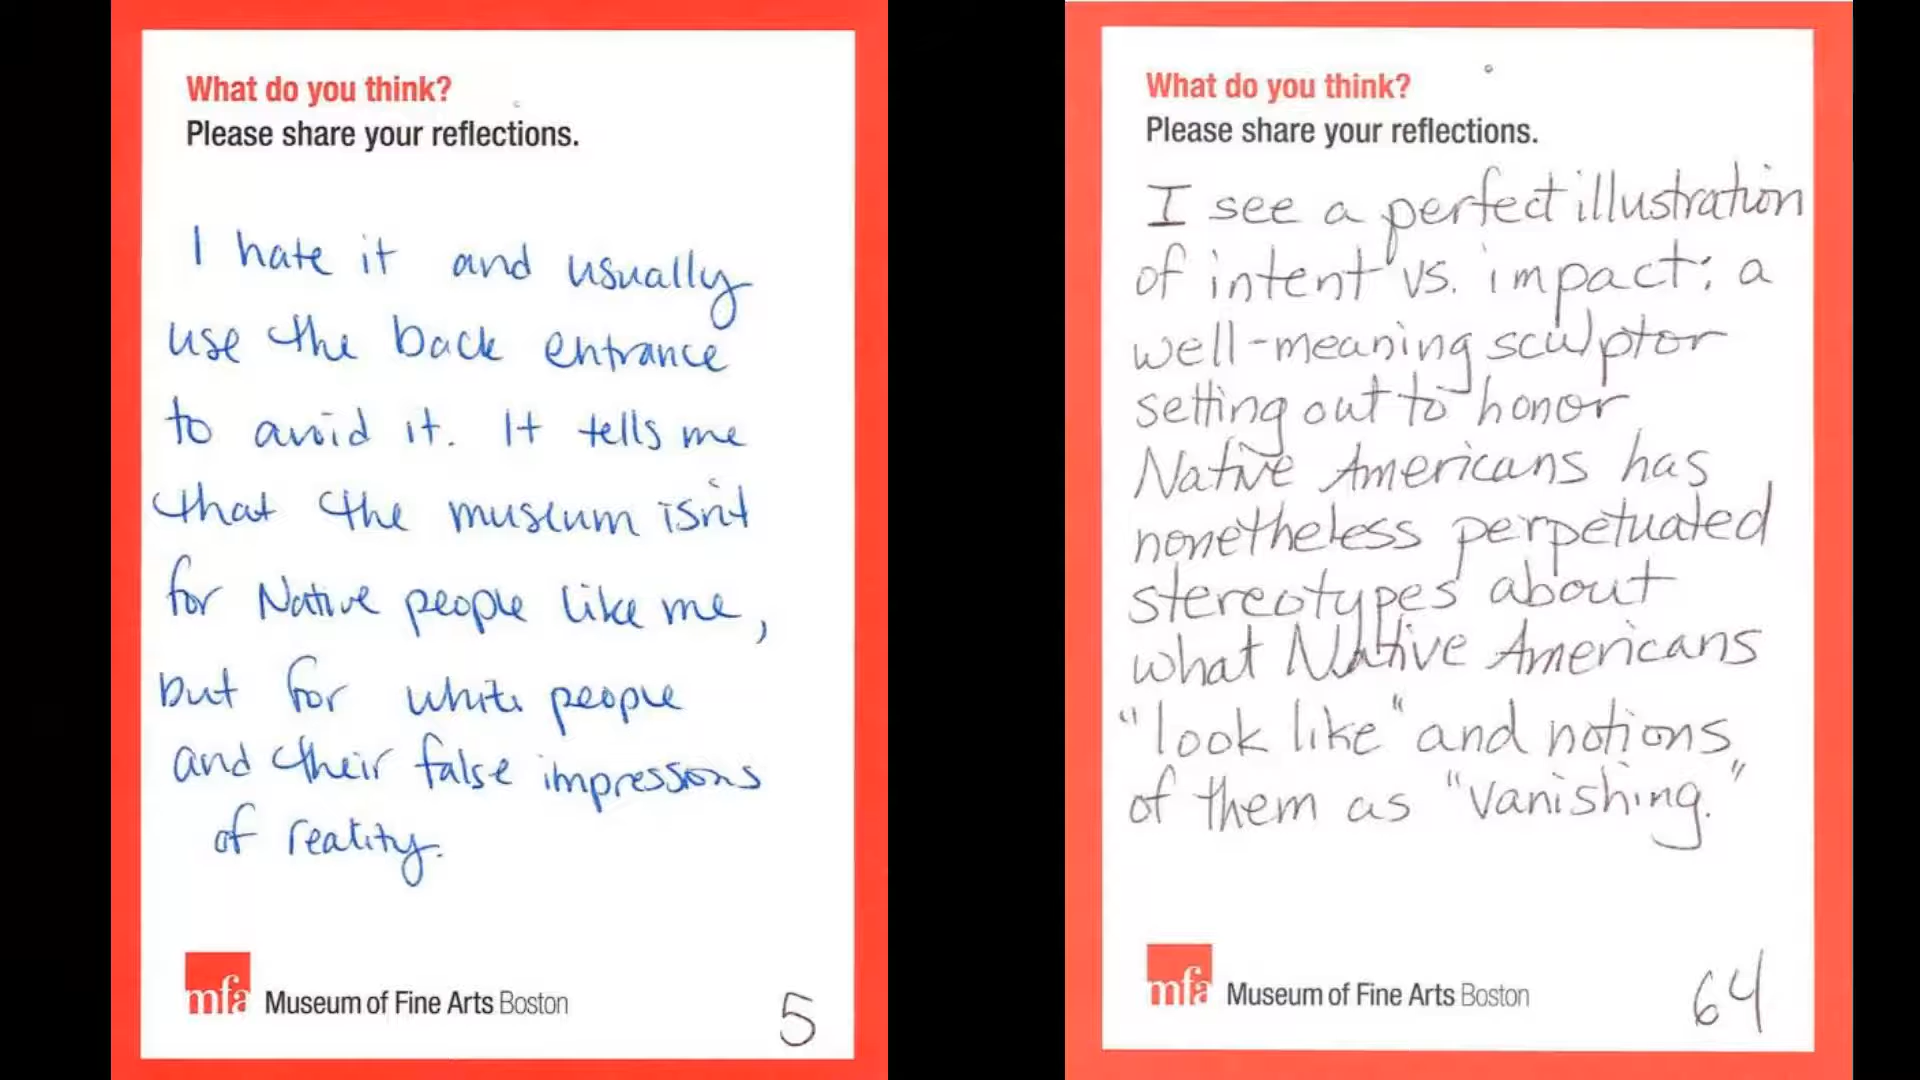 What do you think?
Please share your reflections.
I hate it and usually
use the back entrance
to avoid it. It tells me
that the museum isn't
for Native people like me,
but for white people
and their false impressions
of reality.
mfa Museum of Fine Arts Boston
5
What do you think?
Please share your reflections.
I see a perfect illustration
of intent vs. impact: a
well-meaning sculptor
setting out to honor
Native Americans has
nonetheless perpetuated
stereotypes about
what Native Americans
"look like" and notions
of them as "vanishing."
mfa Museum of Fine Arts Boston
64